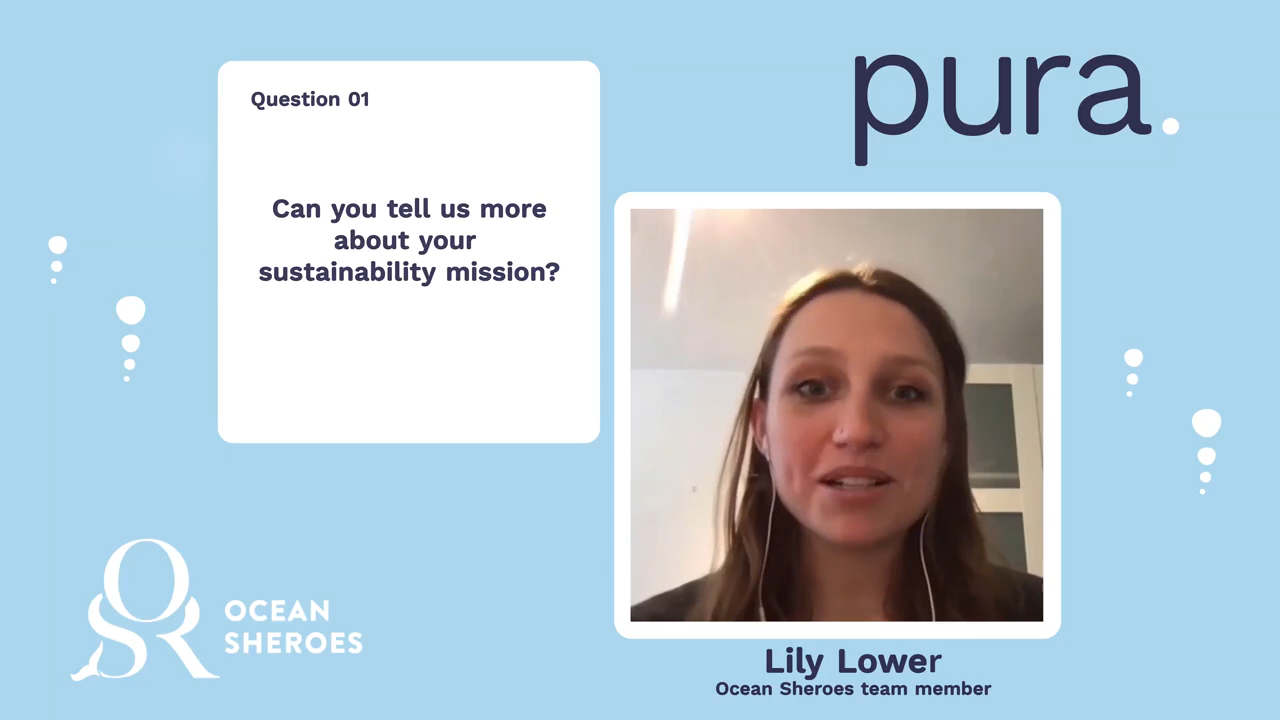 pura.
Question 01
Can you tell us more
about your
sustainability mission?
OCEAN
SHEROES
Lily Lower
Ocean Sheroes team member